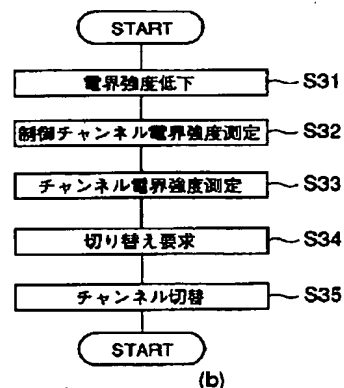 START
電界強度低下 S31
制御チャンネル電界強度測定 S32
チャンネル電界強度測定 S33
切り替え要求 S34
チャンネル切替 S35
START
(b)